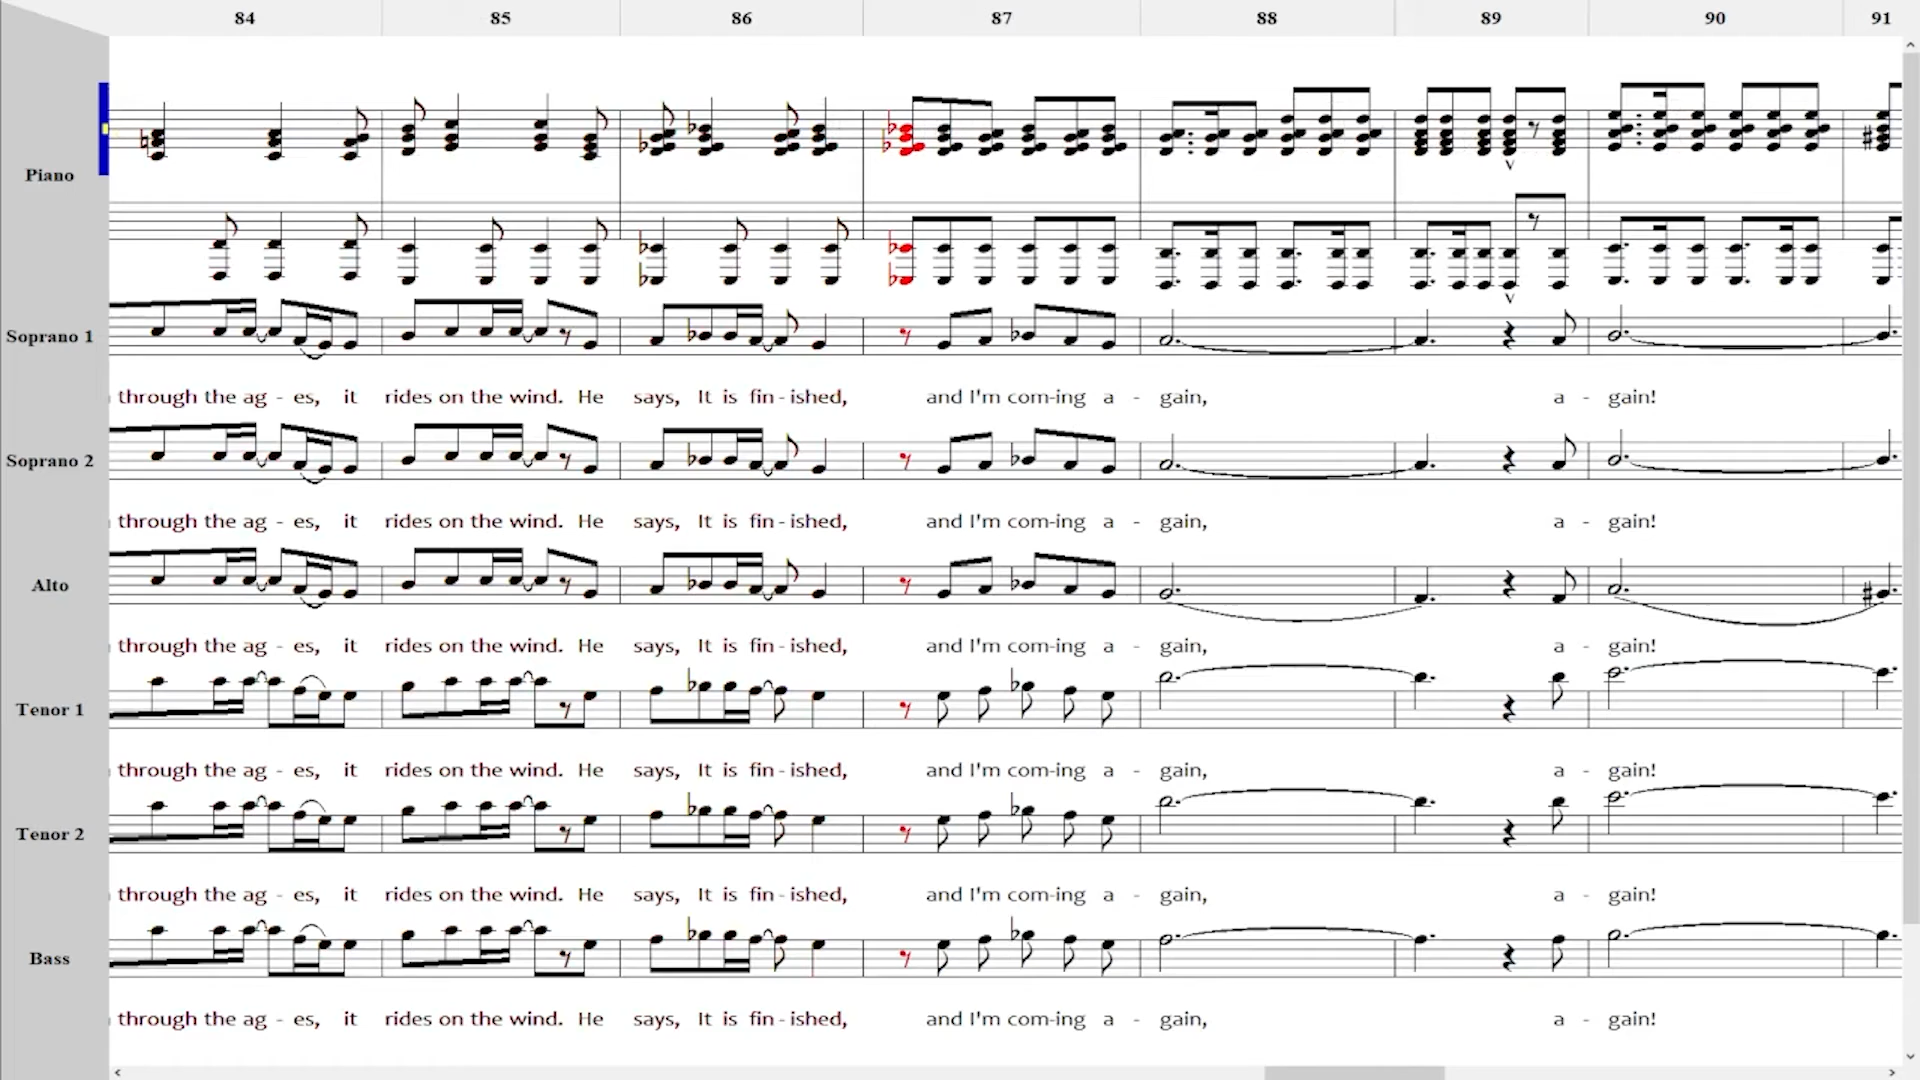 84 85 86 87 88 89 90 91
Piano
Soprano 1
through the ag - es, it rides on the wind. He says, It is fin - ished, and I'm com-ing a - gain, a - gain!
Soprano 2
through the ag - es, it rides on the wind. He says, It is fin - ished, and I'm com-ing a - gain, a - gain!
Alto
through the ag - es, it rides on the wind. He says, It is fin - ished, and I'm com-ing a - gain, a - gain!
Tenor 1
through the ag - es, it rides on the wind. He says, It is fin - ished, and I'm com-ing a - gain, a - gain!
Tenor 2
through the ag - es, it rides on the wind. He says, It is fin - ished, and I'm com-ing a - gain, a - gain!
Bass
through the ag - es, it rides on the wind. He says, It is fin - ished, and I'm com-ing a - gain, a - gain!